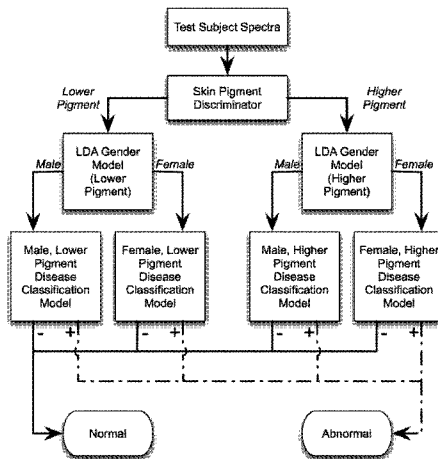 Test Subject Spectra
Lower
Pigment
Skin Pigment
Discriminator
Higher
Pigment
Male
LDA Gender
Model
(Lower
Pigment)
Female
Male
LDA Gender
Model
(Higher
Pigment)
Female
Male, Lower
Pigment
Disease
Classification
Model
Female, Lower
Pigment
Disease
Classification
Model
Male, Higher
Pigment
Disease
Classification
Model
Female, Higher
Pigment
Disease
Classification
Model
- + - + - + - +
Normal
Abnormal